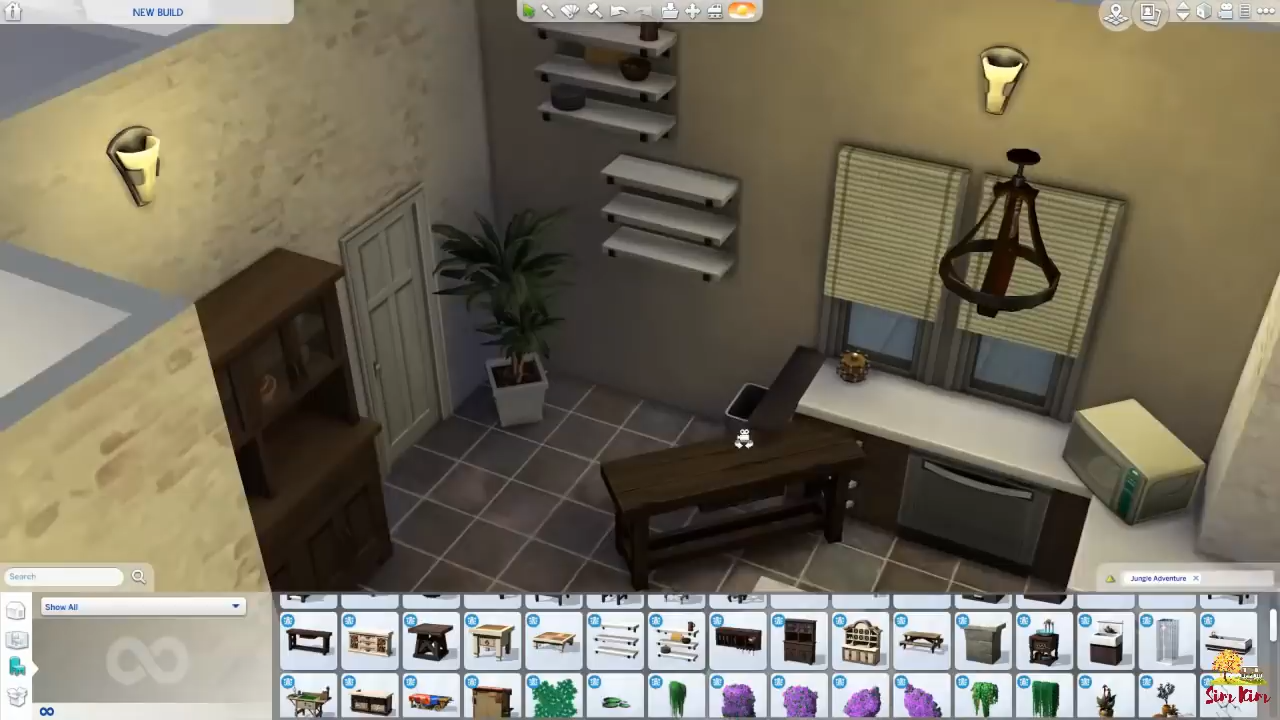 NEW BUILD
Search
Jungle Adventure
Show All
Sim Kim